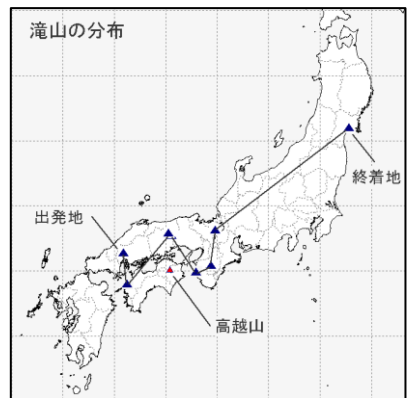 滝山の分布
終着地
出発地
高越山